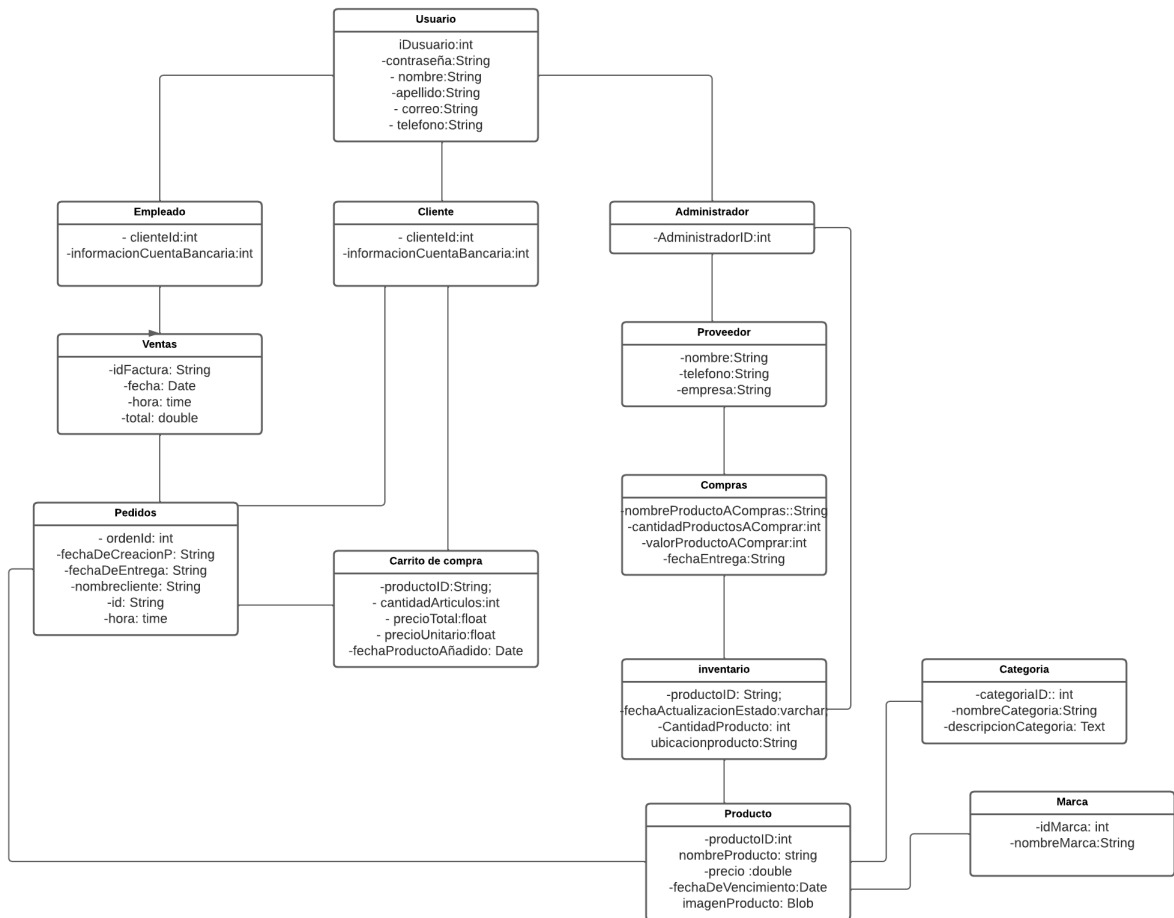 Usuario
iDusuario:int
-contraseña:String
- nombre:String
-apellido:String
- correo:String
- telefono:String
Empleado
- clienteId:int
-informacionCuentaBancaria:int
Cliente
- clienteId:int
-informacionCuentaBancaria:int
Administrador
-AdministradorID:int
Ventas
-idFactura: String
-fecha: Date
-hora: time
-total: double
Proveedor
-nombre:String
-telefono:String
-empresa:String
Compras
-nombreProductoACompras::String
-cantidadProductosAComprar:int
-valorProductoAComprar:int
-fechaEntrega:String
Pedidos
- ordenId: int
-fechaDeCreacionP: String
-fechaDeEntrega: String
-nombrecliente: String
-id: String
-hora: time
Carrito de compra
-productoID:String;
- cantidadArticulos:int
- precioTotal:float
- precioUnitario:float
-fechaProductoAñadido: Date
inventario
-productoID: String;
-fechaActualizacionEstado:varchar;
-CantidadProducto: int
ubicacionproducto:String
Categoria
-categoriaID:: int
-nombreCategoria:String
-descripcionCategoria: Text
Producto
-productoID:int
nombreProducto: string
-precio :double
-fechaDeVencimiento:Date
imagenProducto: Blob
Marca
-idMarca: int
-nombreMarca:String